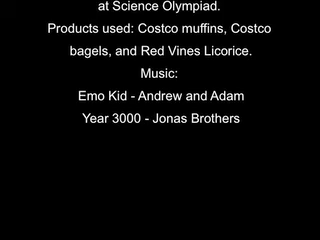 at Science Olympiad.
Products used: Costco muffins, Costco
bagels, and Red Vines Licorice.
Music:
Emo Kid - Andrew and Adam
Year 3000 - Jonas Brothers